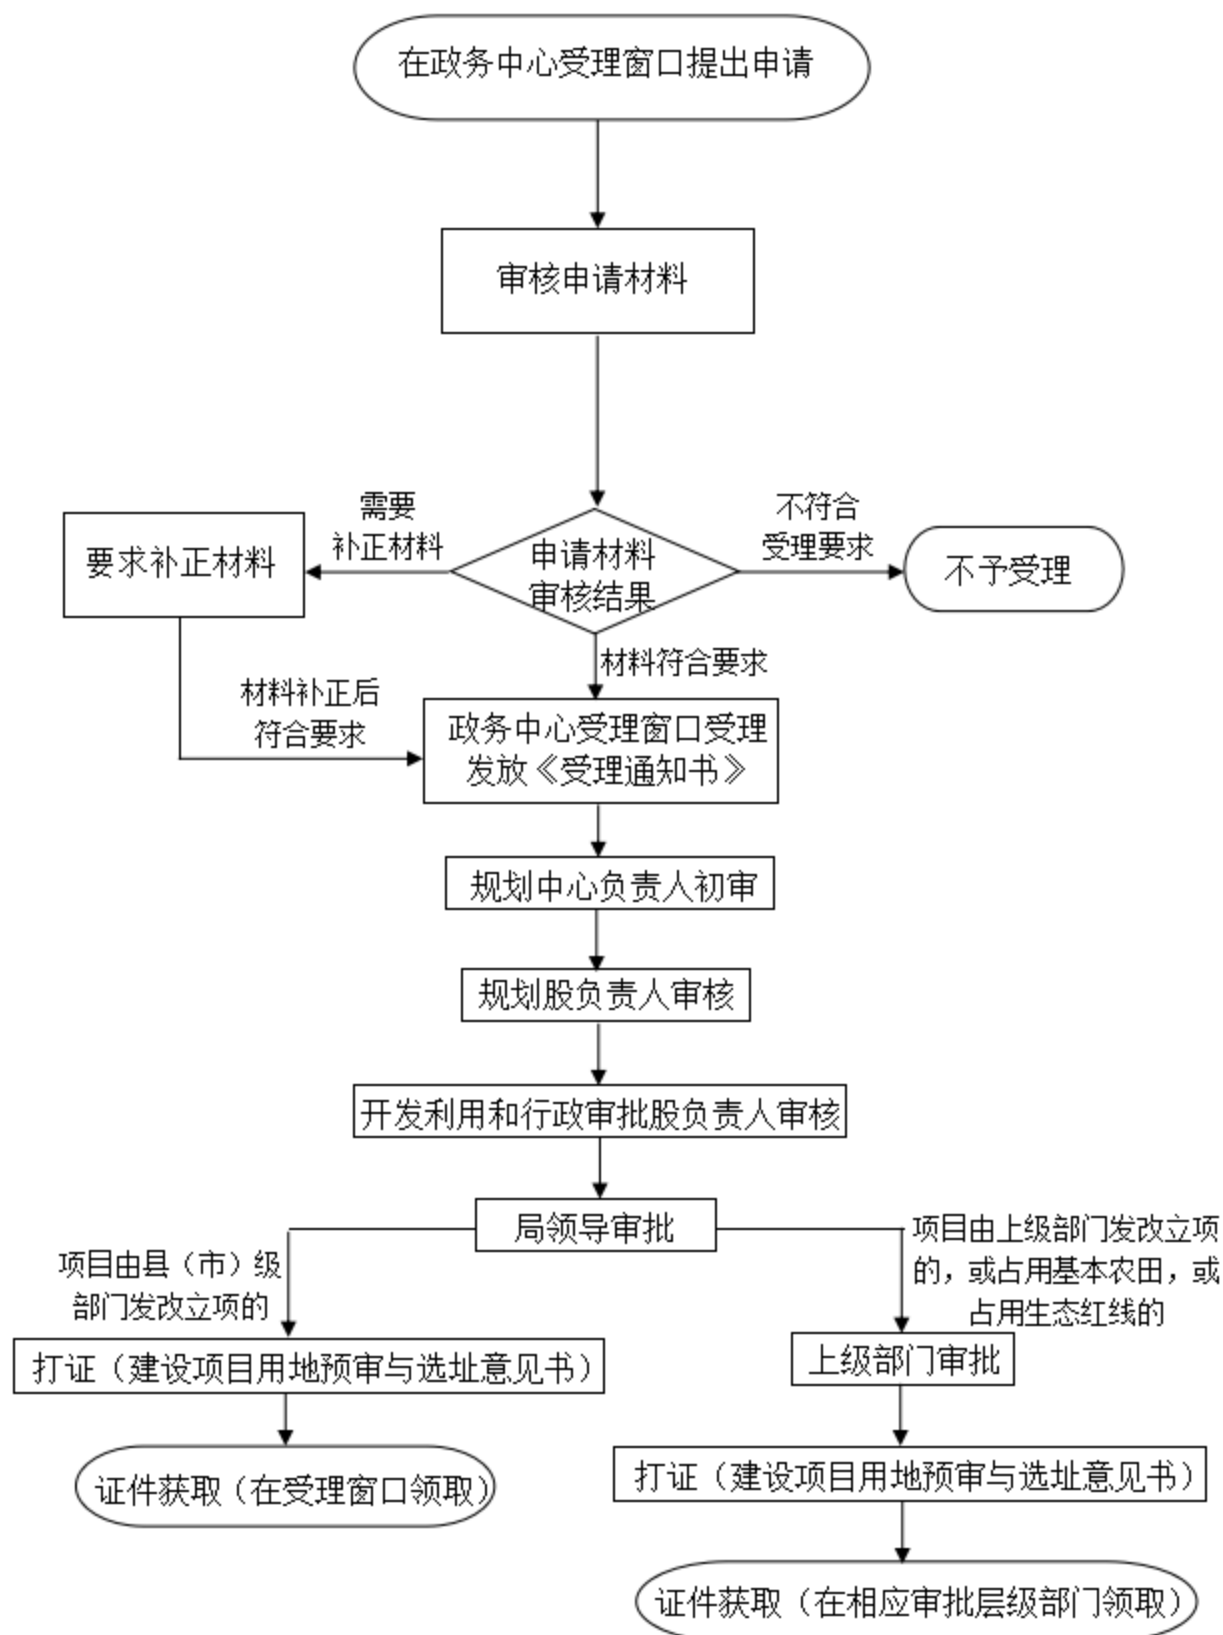 在政务中心受理窗口提出申请
审核申请材料
需要
补正材料
不符合
受理要求
要求补正材料
申请材料
审核结果
不予受理
材料符合要求
材料补正后
符合要求
政务中心受理窗口受理
发放《受理通知书》
规划中心负责人初审
规划股负责人审核
开发利用和行政审批股负责人审核
局领导审批
项目由县（市）级
部门发改立项的
项目由上级部门发改立项
的，或占用基本农田，或
占用生态红线的
打证（建设项目用地预审与选址意见书）
上级部门审批
证件获取（在受理窗口领取）
打证（建设项目用地预审与选址意见书）
证件获取（在相应审批层级部门领取）